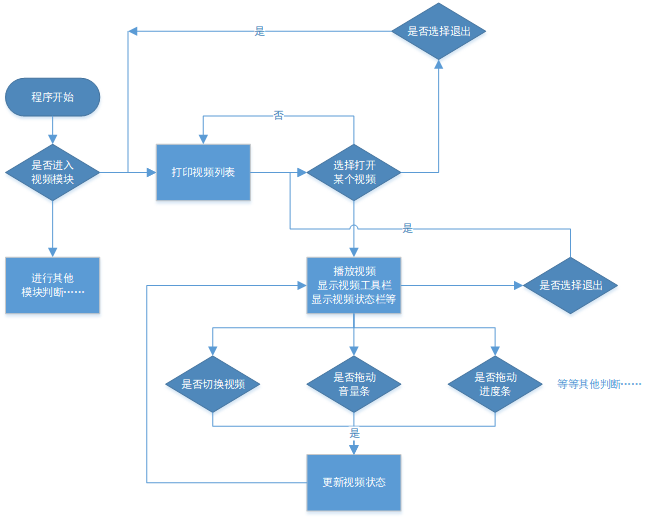 是否选择退出
是
程序开始
否
是否进入
视频模块
打印视频列表
选择打开
某个视频
是
进行其他
模块判断……
播放视频
显示视频工具栏
显示视频状态栏等
是否选择退出
是否切换视频
是否拖动
音量条
是否拖动
进度条
等等其他判断……
是
更新视频状态